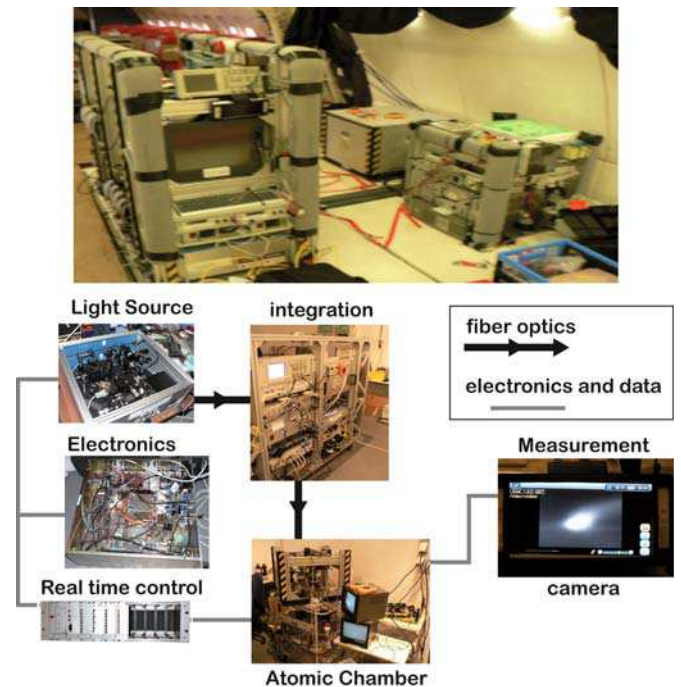 Light Source
integration
fiber optics
electronics and data
Electronics
Measurement
Real time control
camera
Atomic Chamber